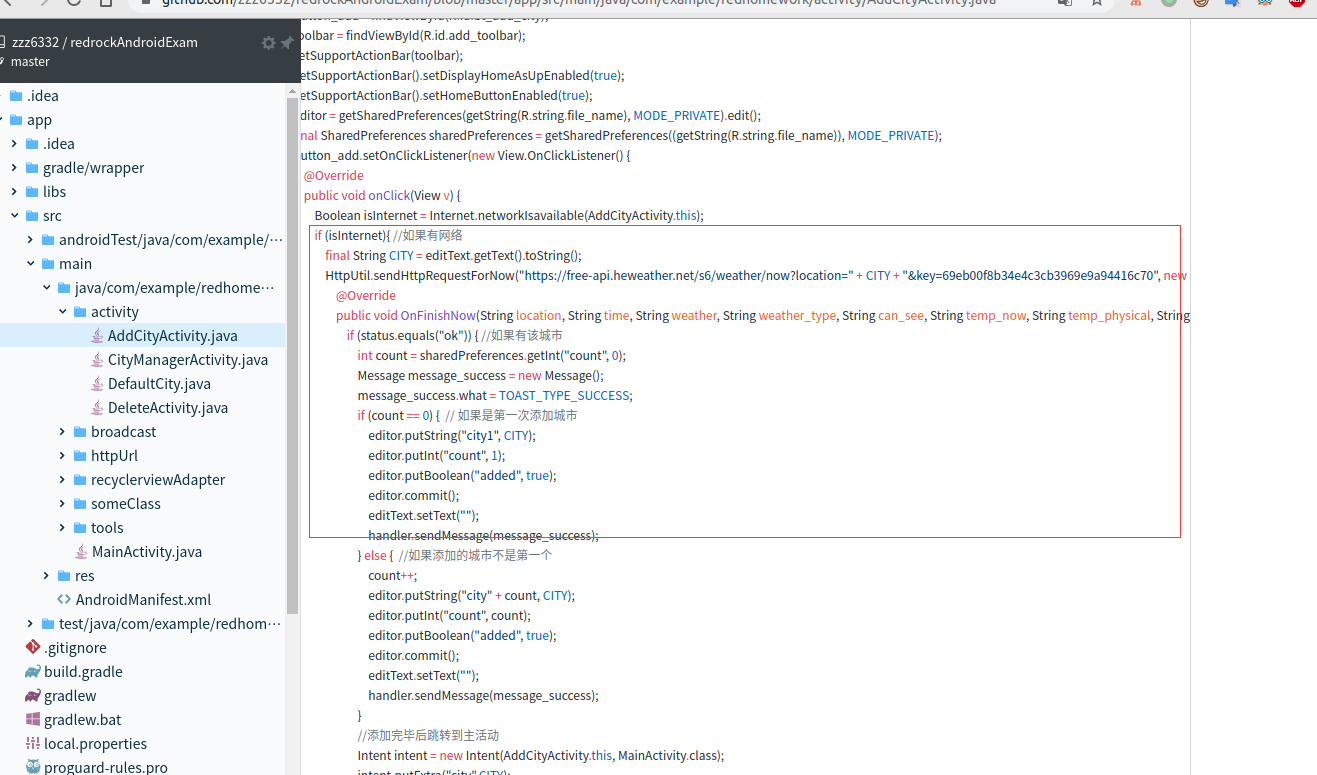 github.com/zzz6332/redrockAndroidExam/blob/master/app/src/main/java/com/example/redhomework/activity/AddCityActivity.java
zzz6332 / redrockAndroidExam
master
.idea
app
.idea
gradle/wrapper
libs
src
androidTest/java/com/example/···
main
java/com/example/redhome···
activity
AddCityActivity.java
CityManagerActivity.java
DefaultCity.java
DeleteActivity.java
broadcast
httpUrl
recyclerviewAdapter
someClass
tools
MainActivity.java
res
AndroidManifest.xml
test/java/com/example/redhom···
.gitignore
build.gradle
gradlew
gradlew.bat
local.properties
proguard-rules.pro
oolbar = findViewById(R.id.add_toolbar);
etSupportActionBar(toolbar);
etSupportActionBar().setDisplayHomeAsUpEnabled(true);
etSupportActionBar().setHomeButtonEnabled(true);
ditor = getSharedPreferences(getString(R.string.file_name), MODE_PRIVATE).edit();
nal SharedPreferences sharedPreferences = getSharedPreferences((getString(R.string.file_name)), MODE_PRIVATE);
utton_add.setOnClickListener(new View.OnClickListener() {
@Override
public void onClick(View v) {
Boolean isInternet = Internet.networkIsavailable(AddCityActivity.this);
if (isInternet){ //如果有网络
final String CITY = editText.getText().toString();
HttpUtil.sendHttpRequestForNow("https://free-api.heweather.net/s6/weather/now?location=" + CITY + "&key=69eb00f8b34e4c3cb3969e9a94416c70", new
@Override
public void OnFinishNow(String location, String time, String weather, String weather_type, String can_see, String temp_now, String temp_physical, String
if (status.equals("ok")) { //如果有该城市
int count = sharedPreferences.getInt("count", 0);
Message message_success = new Message();
message_success.what = TOAST_TYPE_SUCCESS;
if (count == 0) { // 如果是第一次添加城市
editor.putString("city1", CITY);
editor.putInt("count", 1);
editor.putBoolean("added", true);
editor.commit();
editText.setText("");
handler.sendMessage(message_success);
} else { //如果添加的城市不是第一个
count++;
editor.putString("city" + count, CITY);
editor.putInt("count", count);
editor.putBoolean("added", true);
editor.commit();
editText.setText("");
handler.sendMessage(message_success);
}
//添加完毕后跳转到主活动
Intent intent = new Intent(AddCityActivity.this, MainActivity.class);
intent.putExtra("city",CITY);